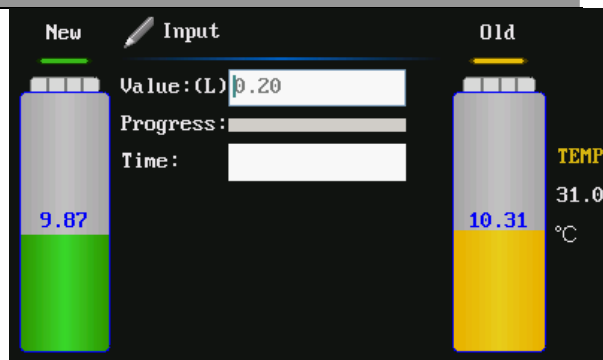 New
Input
Old
Value:(L) 0.20
Progress:
Time:
TEMP
31.0
°C
9.87
10.31